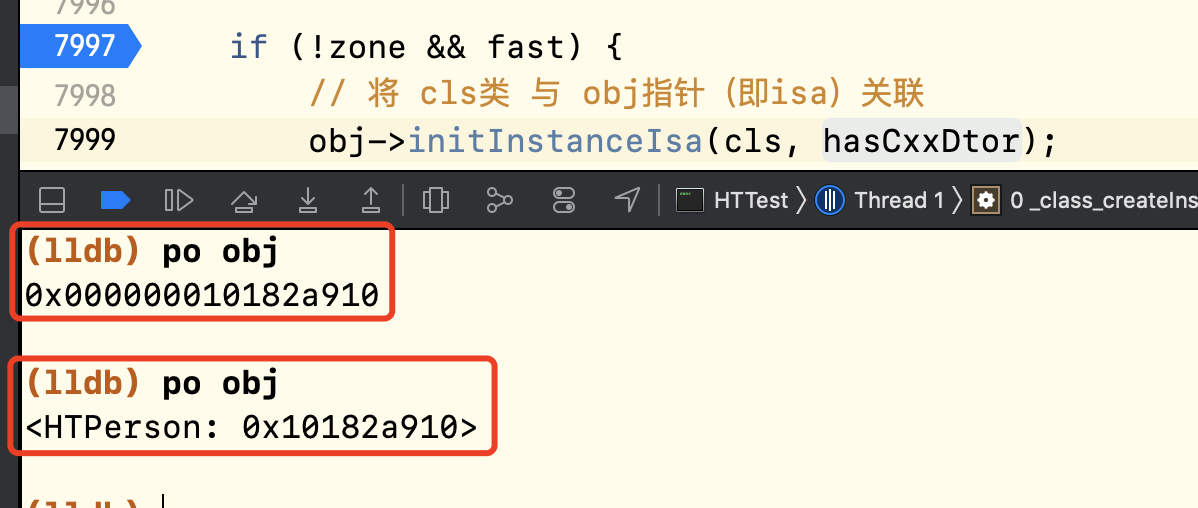 7996
7997 if (!zone && fast) {
7998 // 将 cls类 与 obj指针（即isa）关联
7999 obj->initInstanceIsa(cls, hasCxxDtor);
HTTest 〉 Thread 1 〉 0 _class_createIns
(lldb) po obj
0x000000010182a910
(lldb) po obj
<HTPerson: 0x10182a910>
(lldb)